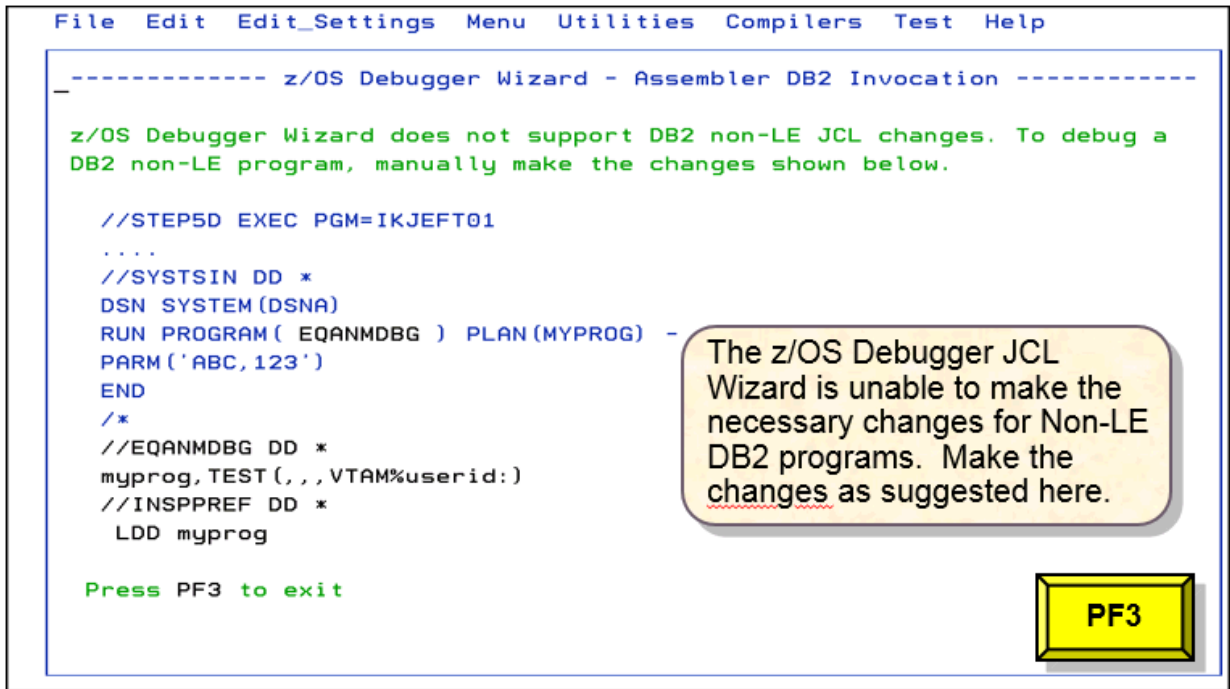 File Edit Edit_Settings Menu Utilities Compilers Test Help
_------------- z/OS Debugger Wizard - Assembler DB2 Invocation ------------
z/OS Debugger Wizard does not support DB2 non-LE JCL changes. To debug a
DB2 non-LE program, manually make the changes shown below.
//STEP5D EXEC PGM=IKJEFT01
....
//SYSTSIN DD *
DSN SYSTEM(DSNA)
RUN PROGRAM( EQANMDBG ) PLAN(MYPROG) -
PARM('ABC,123')
END
/*
//EQANMDBG DD *
myprog,TEST(,,,VTAM%userid:)
//INSPPREF DD *
LDD myprog
The z/OS Debugger JCL
Wizard is unable to make the
necessary changes for Non-LE
DB2 programs. Make the
changes as suggested here.
Press PF3 to exit
PF3